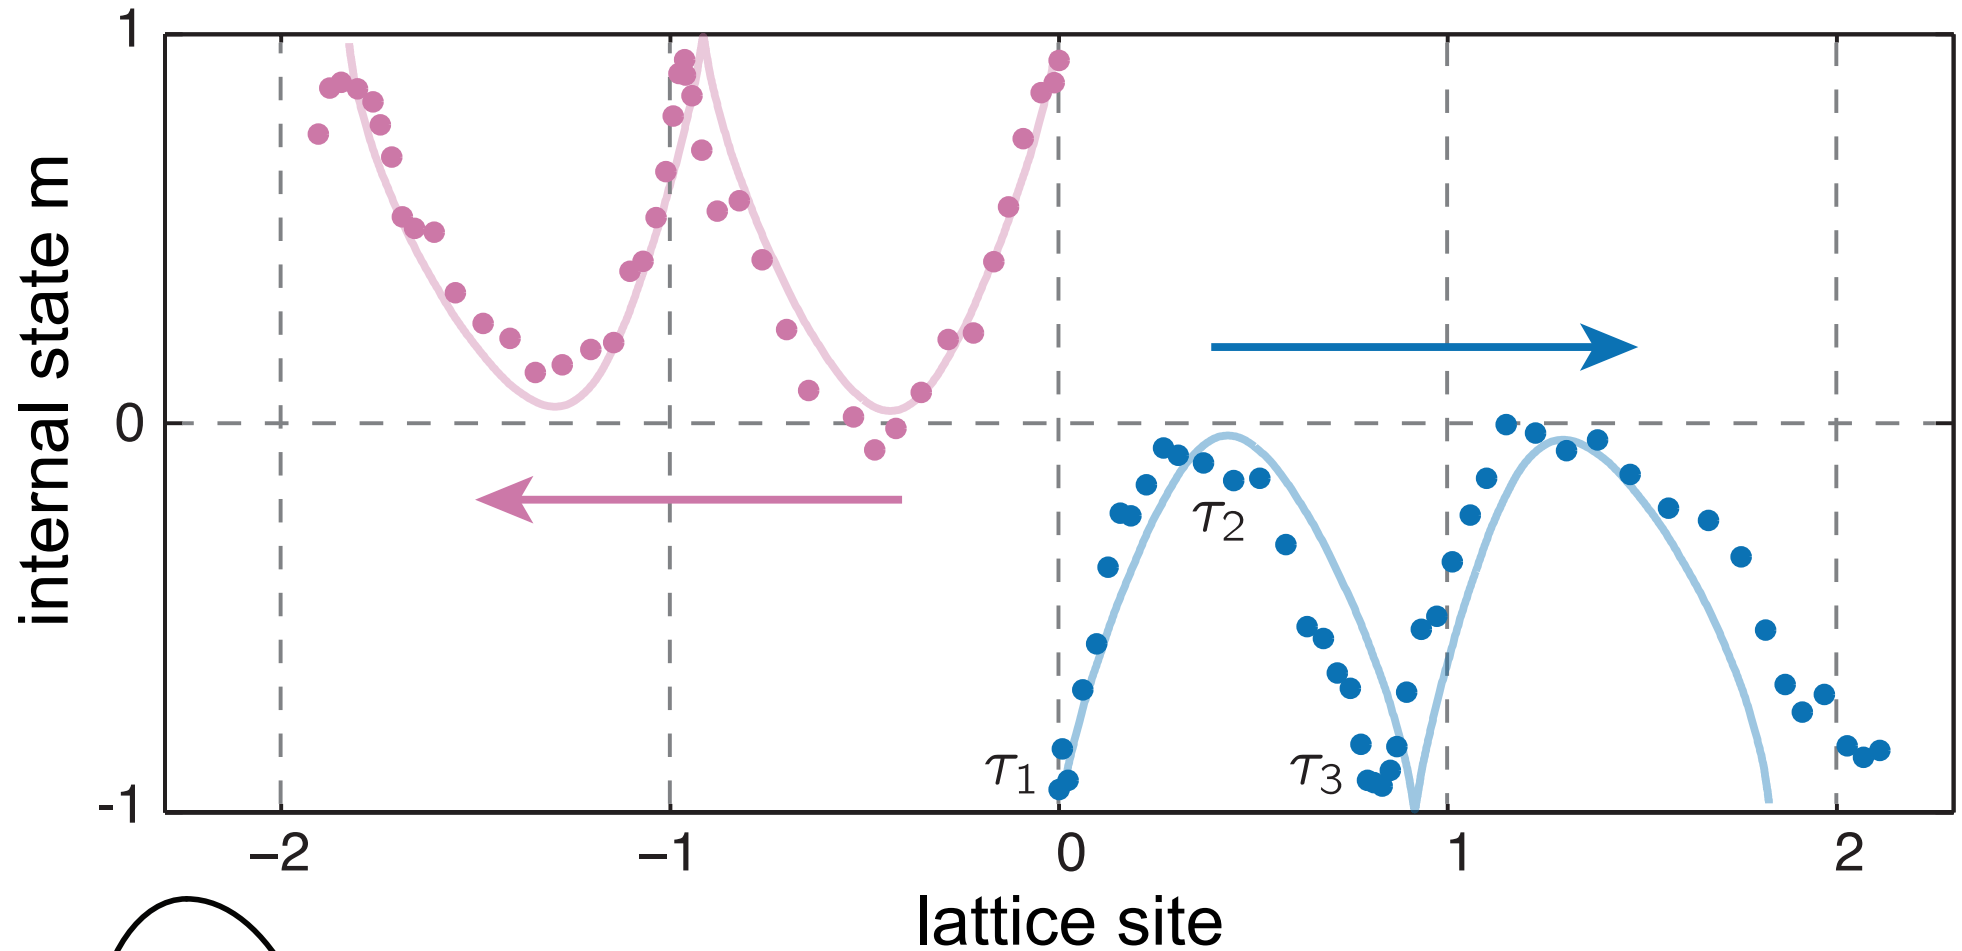 1
internal state m
0
τ2
τ1
τ3
-1
−2
−1
0
1
2
lattice site